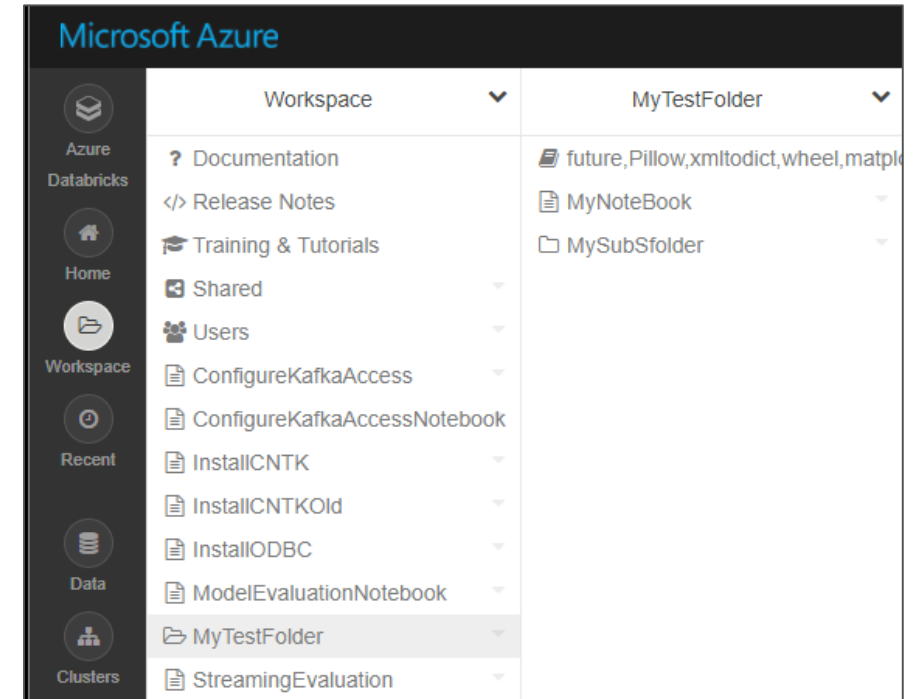 Microsoft Azure
Azure
Databricks
Home
Workspace
Recent
Data
Clusters
Workspace
? Documentation
</> Release Notes
Training & Tutorials
Shared
Users
ConfigureKafkaAccess
ConfigureKafkaAccessNotebook
InstallCNTK
InstallCNTKOld
InstallODBC
ModelEvaluationNotebook
MyTestFolder
StreamingEvaluation
MyTestFolder
future,Pillow,xmltodict,wheel,matplo
MyNoteBook
MySubSfolder